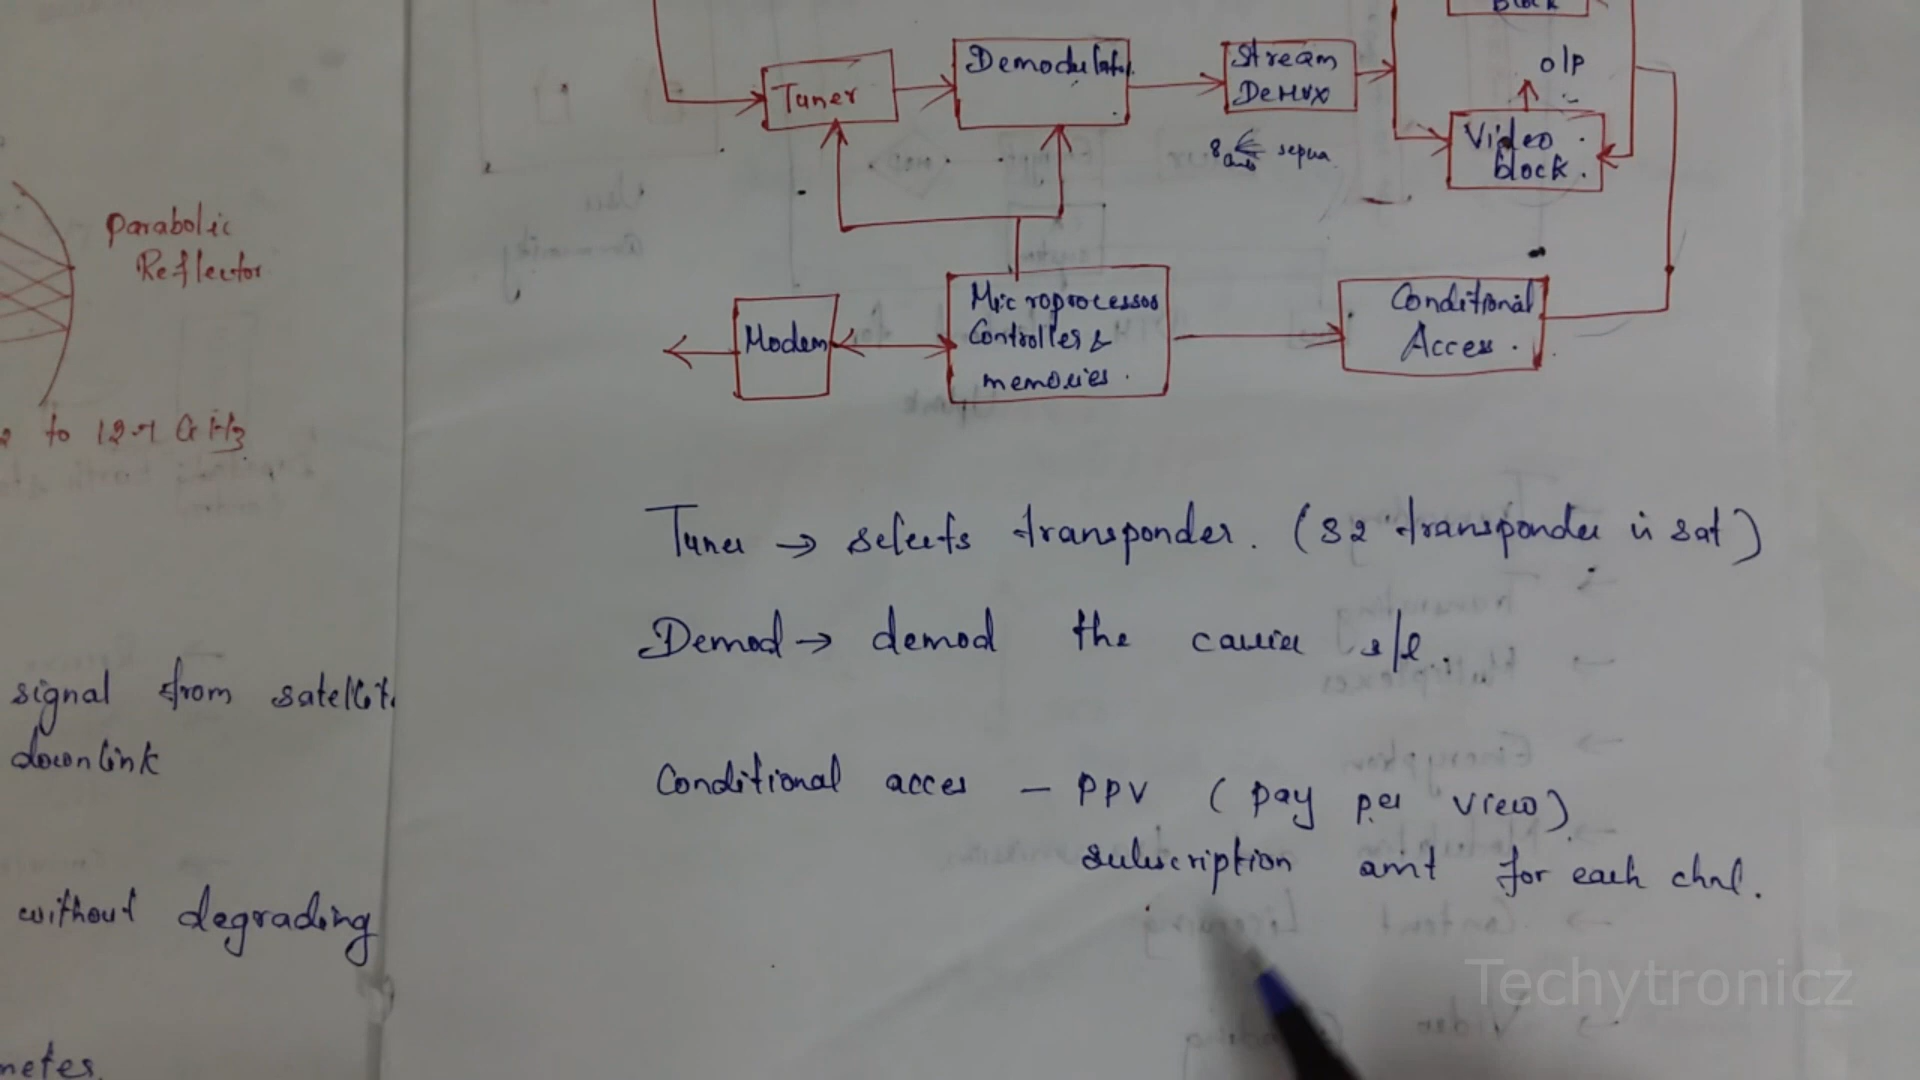 Block
Tuner
Demodulator
Stream
DeMux
o/p
Video
block.
sepua
parabolic
Reflector
Modem
Microprocessor
Controller &
memories.
Conditional
Access.
to 12.7 GHz
Tuner → selects transponder. (32 transponder in sat)
Demod → demod the carrier s/l.
signal from satellite
downlink
Conditional acces – PPV (pay per view)
subscription amt for each chnl.
without degrading
Techytronicz